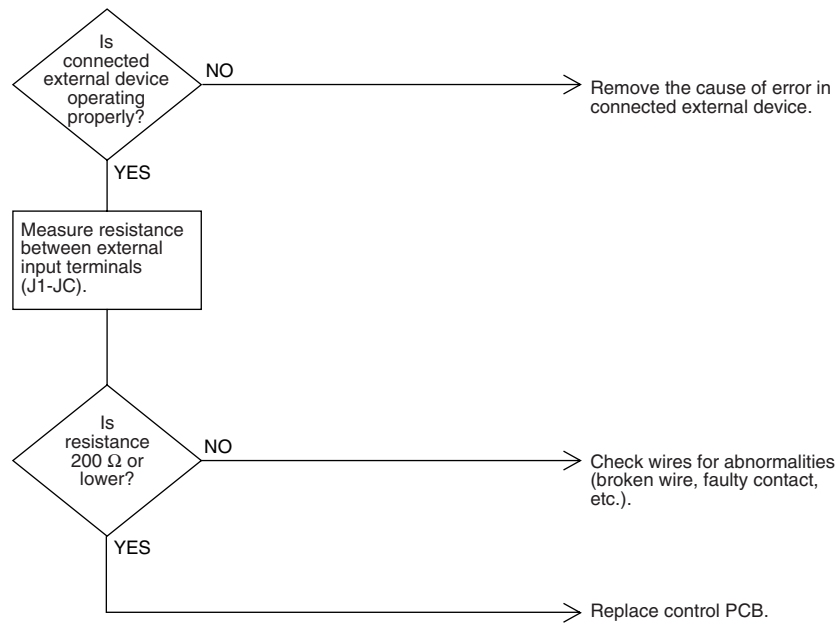 Is
connected
external device
operating
properly?
NO
Remove the cause of error in
connected external device.
YES
Measure resistance
between external
input terminals
(J1-JC).
Is
resistance
200 Ω or
lower?
NO
Check wires for abnormalities
(broken wire, faulty contact,
etc.).
YES
Replace control PCB.